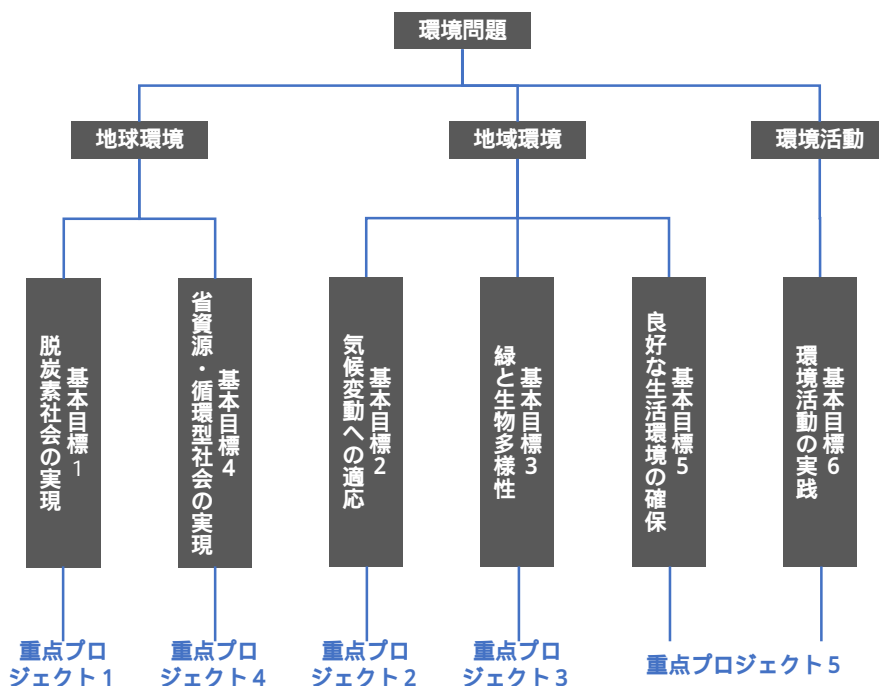 環境問題
地球環境
地域環境
環境活動
基本目標1
脱炭素社会の実現
基本目標4
省資源・循環型社会の実現
基本目標2
気候変動への適応
基本目標3
緑と生物多様性
基本目標5
良好な生活環境の確保
基本目標6
環境活動の実践
重点プロ
ジェクト1
重点プロ
ジェクト4
重点プロ
ジェクト2
重点プロ
ジェクト3
重点プロジェクト5